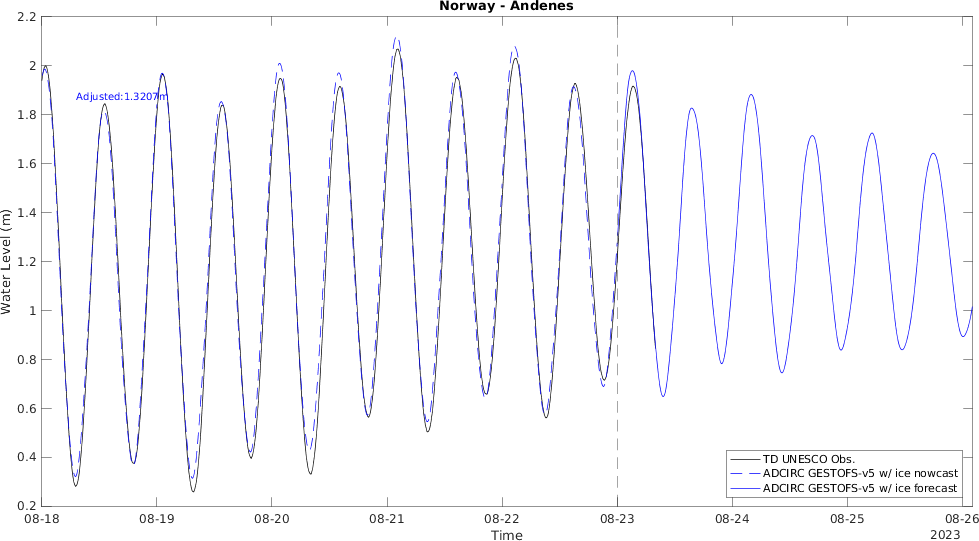 Norway - Andenes
2.2
2
1.8
1.6
1.4
1.2
1
0.8
0.6
0.4
0.2
Water Level (m)
Adjusted:1.3207m
TD UNESCO Obs.
ADCIRC GESTOFS-v5 w/ ice nowcast
ADCIRC GESTOFS-v5 w/ ice forecast
08-18 08-19 08-20 08-21 08-22 08-23 08-24 08-25 08-26
Time
2023